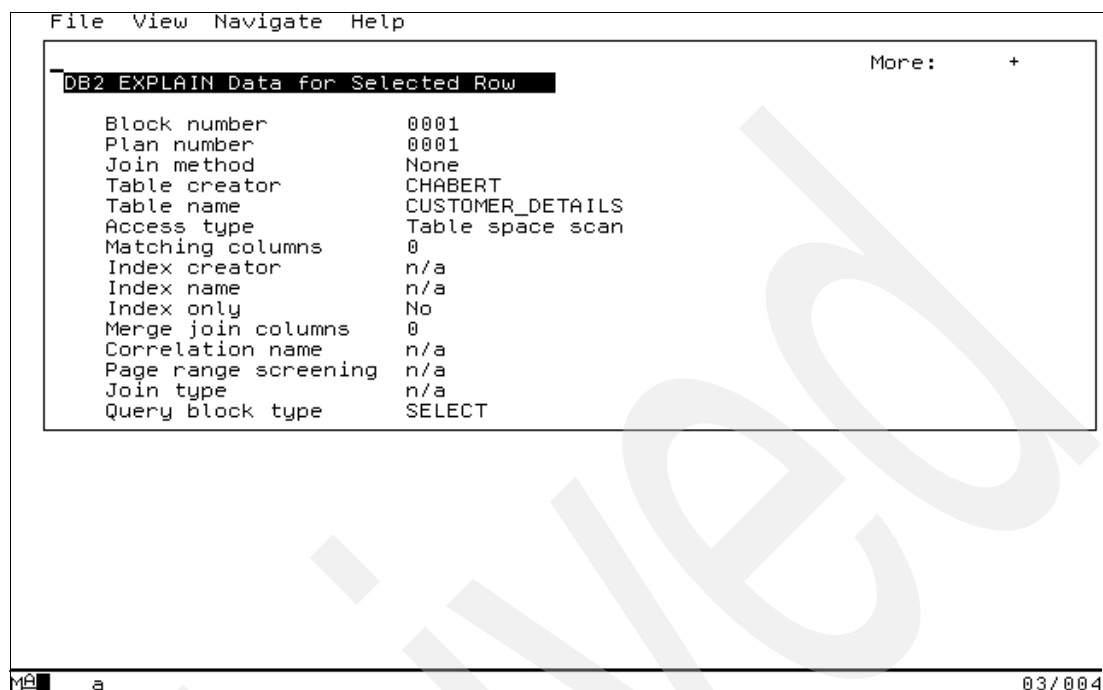 File View Navigate Help
More: +
DB2 EXPLAIN Data for Selected Row
Block number 0001
Plan number 0001
Join method None
Table creator CHABERT
Table name CUSTOMER_DETAILS
Access type Table space scan
Matching columns 0
Index creator n/a
Index name n/a
Index only No
Merge join columns 0
Correlation name n/a
Page range screening n/a
Join type n/a
Query block type SELECT
MA a 03/004